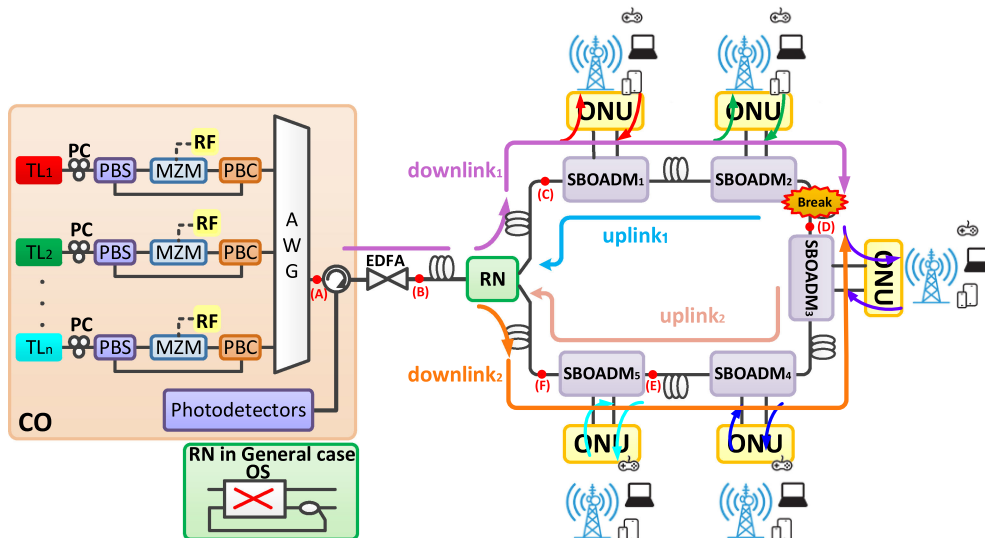 PC
RF
TL₁
PBS
MZM
PBC
PC
RF
TL₂
PBS
MZM
PBC
PC
RF
TLn
PBS
MZM
PBC
A
W
G
(A)
Photodetectors
CO
EDFA
(B)
RN
RN in General case
OS
downlink₁
downlink₂
uplink₁
uplink₂
(C)
ONU
SBOADM₁
ONU
SBOADM₂
Break
(D)
SBOADM₃
ONU
SBOADM₄
ONU
(E)
SBOADM₅
ONU
(F)